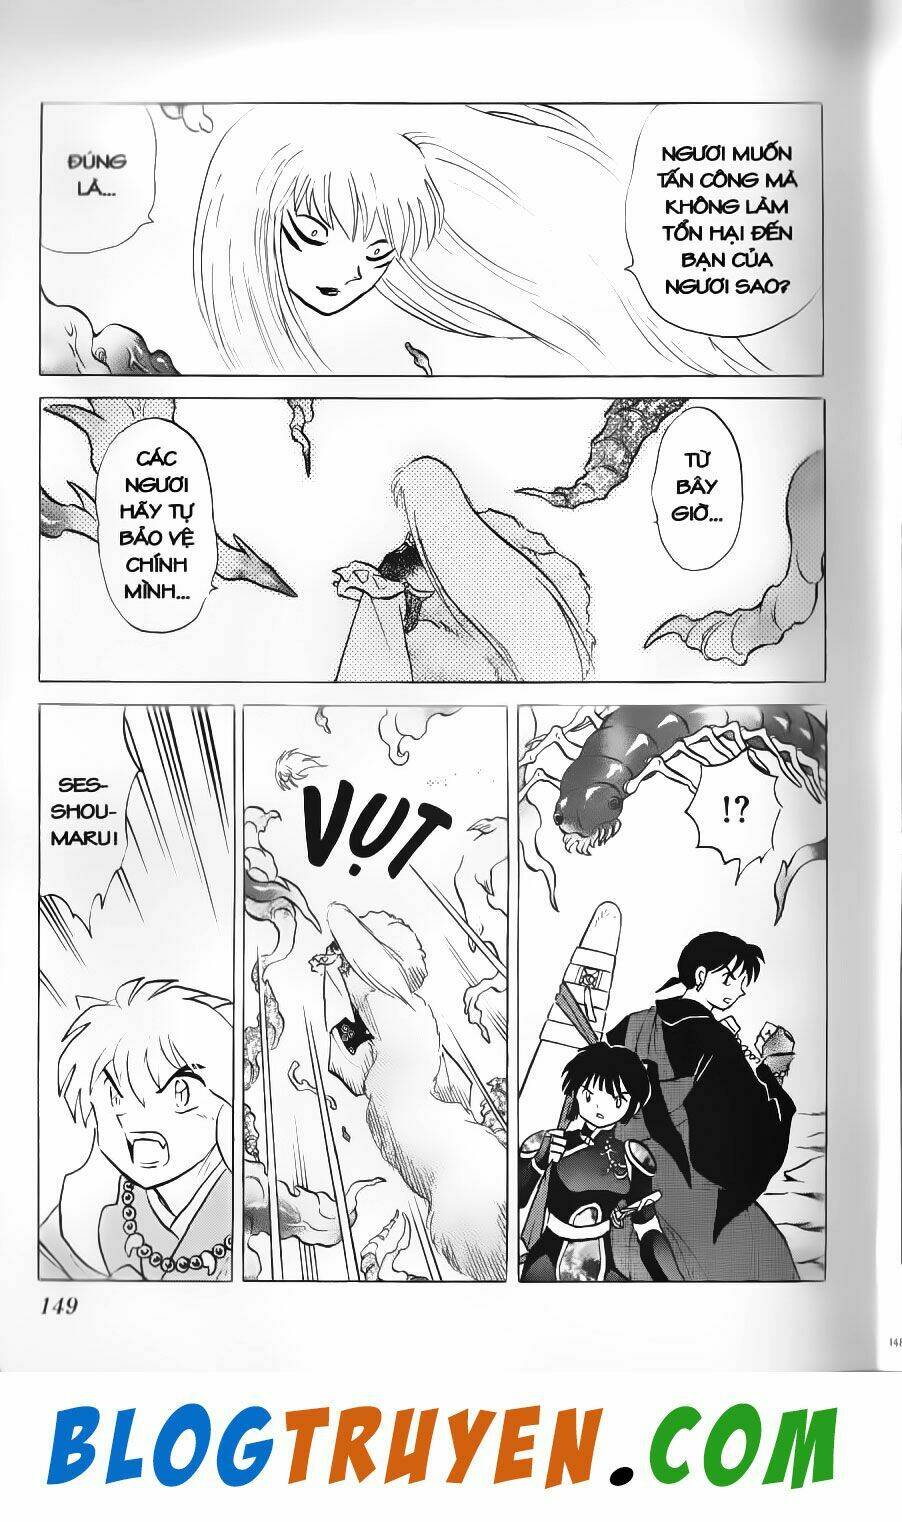 NGƯƠI MUỐN
TẤN CÔNG MÀ
KHÔNG LÀM
TỔN HẠI ĐẾN
BẠN CỦA
NGƯƠI SAO?
ĐÚNG
LÀ...
TỪ
BÂY
GIỜ...
CÁC
NGƯƠI
HÃY TỰ
BẢO VỆ
CHÍNH
MÌNH...
!?
VỤT
SES-
SHOU-
MARU!
149
148
BLOGTRUYEN.COM